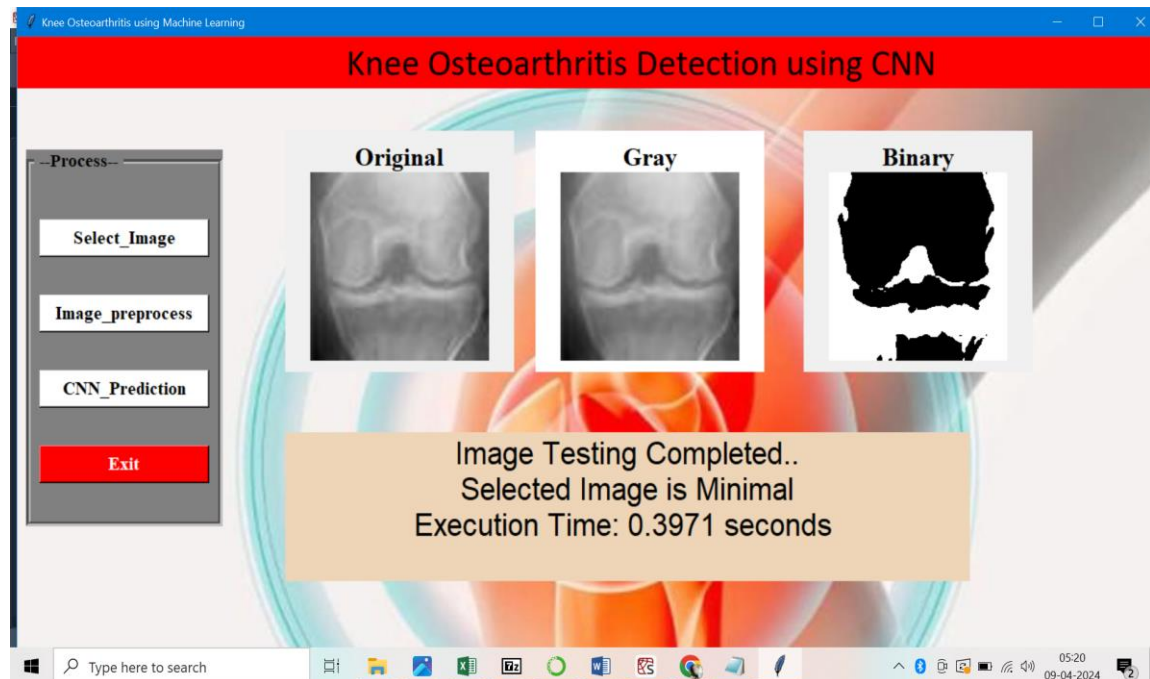 Knee Osteoarthritis using Machine Learning
Knee Osteoarthritis Detection using CNN
--Process--
Select_Image
Image_preprocess
CNN_Prediction
Exit
Original
Gray
Binary
Image Testing Completed..
Selected Image is Minimal
Execution Time: 0.3971 seconds
Type here to search
05:20
09-04-2024